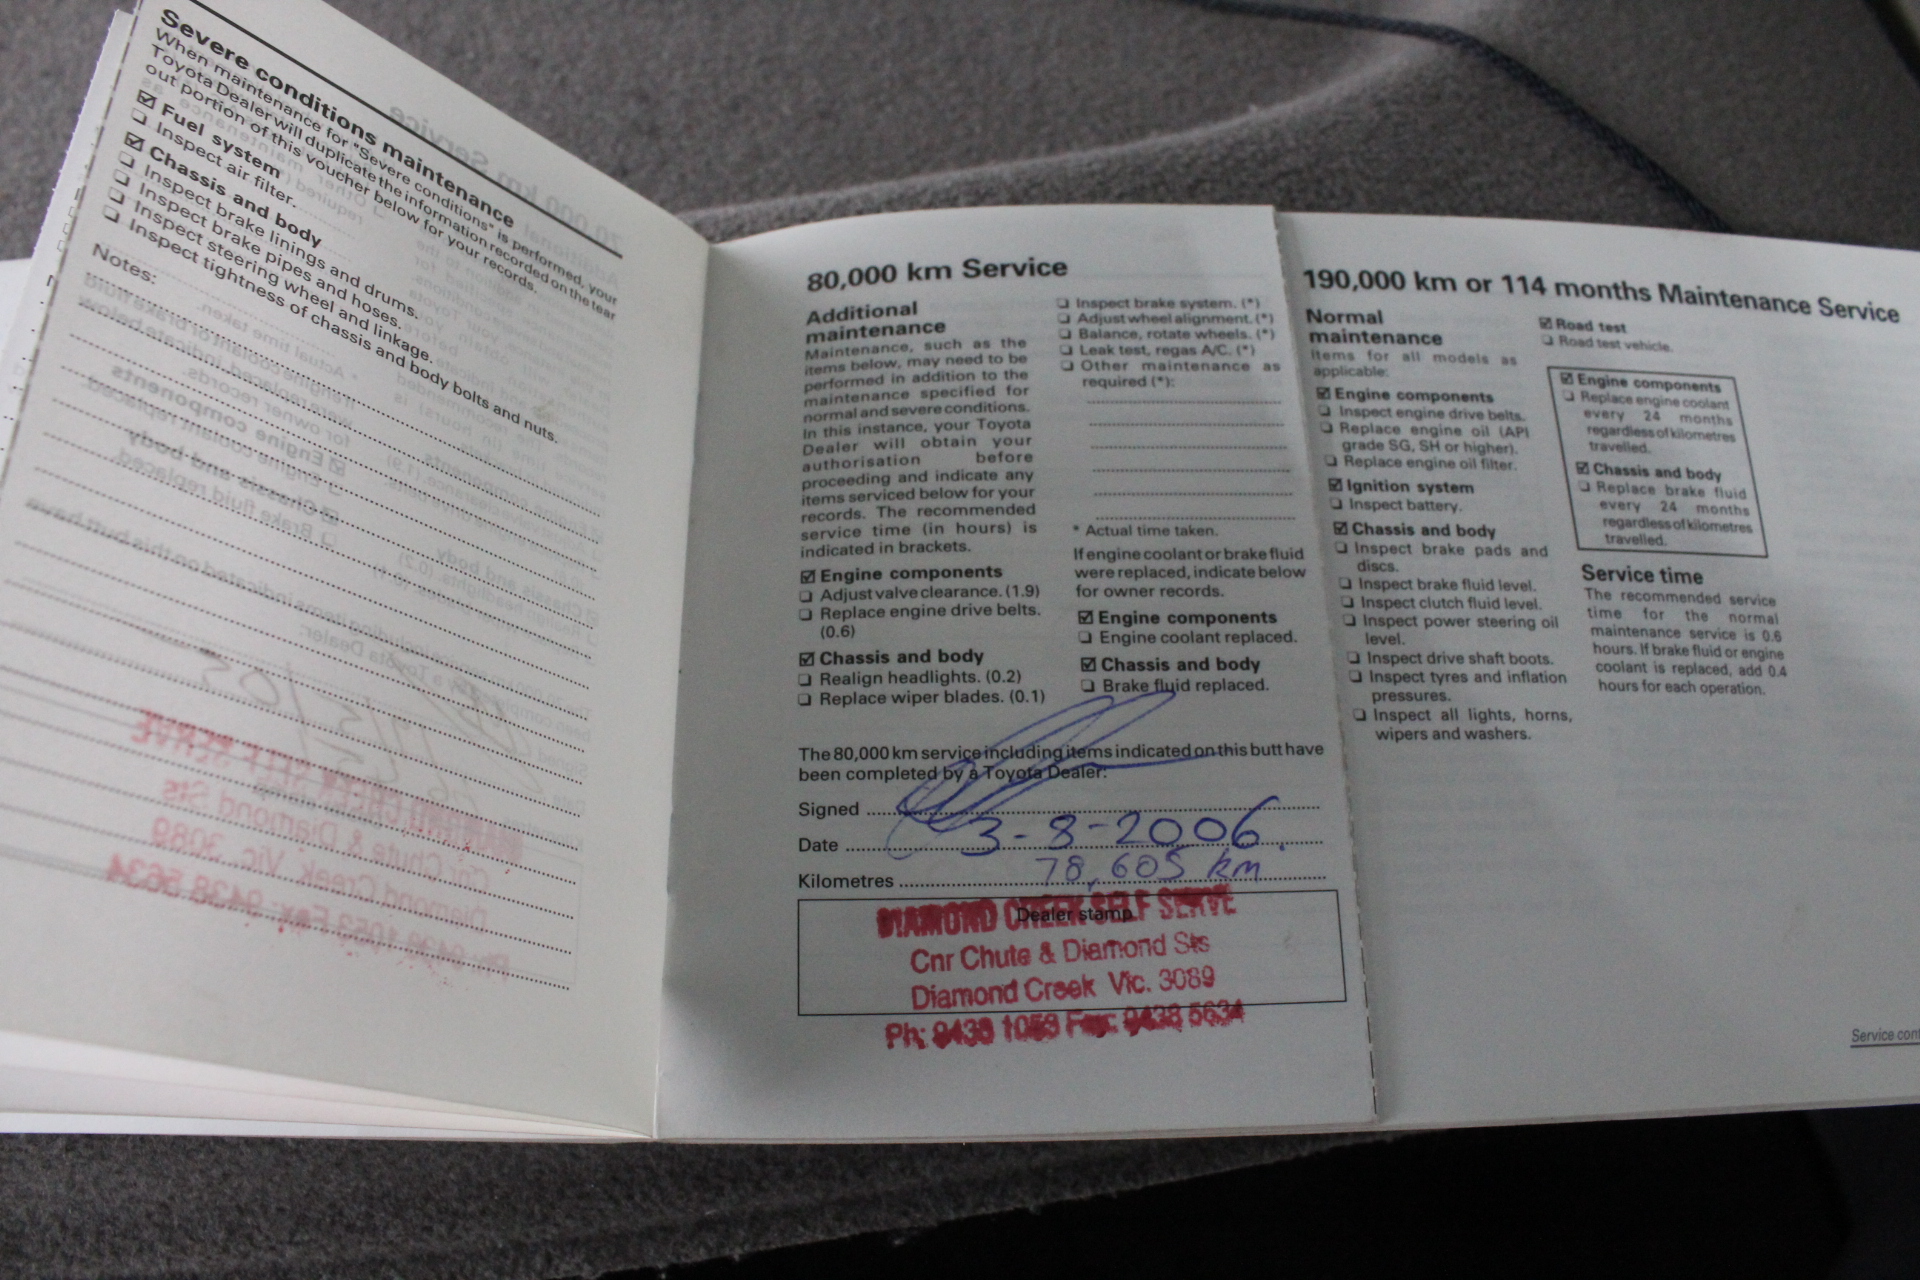 Severe conditions maintenance
When maintenance for "Severe conditions" is performed, your
Toyota Dealer will duplicate the information recorded on the tear
out portion of this voucher below for your records.
☑ Fuel system
❏ Inspect air filter.
☑ Chassis and body
❏ Inspect brake linings and drums.
❏ Inspect brake pipes and hoses.
❏ Inspect steering wheel and linkage.
❏ Inspect tightness of chassis and body bolts and nuts.
Notes:
80,000 km Service
Additional
maintenance
Maintenance, such as the
items below, may need to be
performed in addition to the
maintenance specified for
normal and severe conditions.
In this instance, your Toyota
Dealer will obtain your
authorisation before
proceeding and indicate any
items serviced below for your
records. The recommended
service time (in hours) is
indicated in brackets.
☑ Engine components
❏ Adjust valve clearance. (1.9)
❏ Replace engine drive belts.
(0.6)
☑ Chassis and body
❏ Realign headlights. (0.2)
❏ Replace wiper blades. (0.1)
❏ Inspect brake system. (*)
❏ Adjust wheel alignment. (*)
❏ Balance, rotate wheels. (*)
❏ Leak test, regas A/C. (*)
❏ Other maintenance as
required (*):
* Actual time taken.
If engine coolant or brake fluid
were replaced, indicate below
for owner records.
☑ Engine components
❏ Engine coolant replaced.
☑ Chassis and body
❏ Brake fluid replaced.
The 80,000 km service including items indicated on this butt have
been completed by a Toyota Dealer:
Signed
Date 3-8-2006.
Kilometres 78,605 km
Dealer stamp
DIAMOND CREEK SELF SERVE
Cnr Chute & Diamond Sts
Diamond Creek Vic. 3089
Ph: 9438 1053 Fax: 9438 5634
190,000 km or 114 months Maintenance Service
Normal
maintenance
Items for all models as
applicable:
☑ Engine components
❏ Inspect engine drive belts.
❏ Replace engine oil (API
grade SG, SH or higher).
❏ Replace engine oil filter.
☑ Ignition system
❏ Inspect battery.
☑ Chassis and body
❏ Inspect brake pads and
discs.
❏ Inspect brake fluid level.
❏ Inspect clutch fluid level.
❏ Inspect power steering oil
level.
❏ Inspect drive shaft boots.
❏ Inspect tyres and inflation
pressures.
❏ Inspect all lights, horns,
wipers and washers.
☑ Road test
❏ Road test vehicle.
☑ Engine components
❏ Replace engine coolant
every 24 months
regardless of kilometres
travelled.
☑ Chassis and body
❏ Replace brake fluid
every 24 months
regardless of kilometres
travelled.
Service time
The recommended service
time for the normal
maintenance service is 0.6
hours. If brake fluid or engine
coolant is replaced, add 0.4
hours for each operation.
Service cont